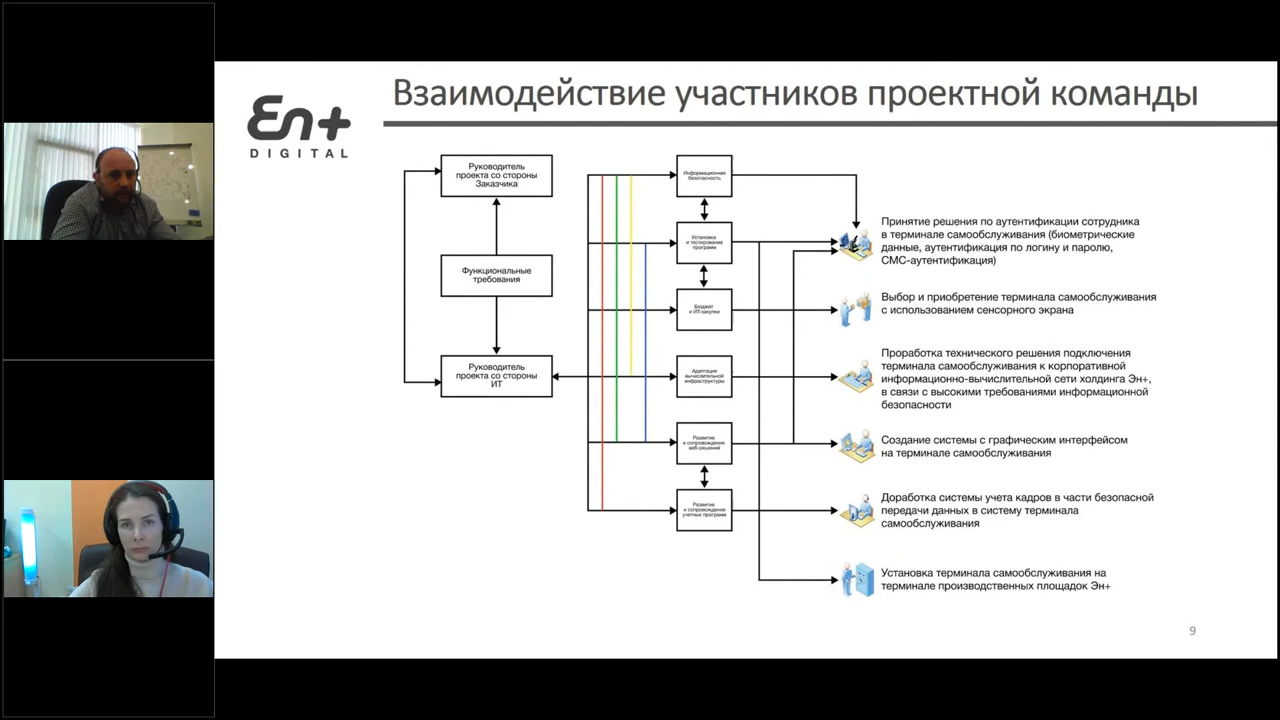 Взаимодействие участников проектной команды
Эn+
DIGITAL
Руководитель
проекта со стороны
Заказчика
Функциональные
требования
Руководитель
проекта со стороны
ИТ
Информационная
безопасность
Установка
и тестирование
программ
Бюджет
и ИТ-закупки
Адаптация
вычислительной
инфраструктуры
Развитие
и сопровождение
веб-решений
Развитие
и сопровождение
учетных программ
Принятие решения по аутентификации сотрудника
в терминале самообслуживания (биометрические
данные, аутентификация по логину и паролю,
СМС-аутентификация)
Выбор и приобретение терминала самообслуживания
с использованием сенсорного экрана
Проработка технического решения подключения
терминала самообслуживания к корпоративной
информационно-вычислительной сети холдинга Эн+,
в связи с высокими требованиями информационной
безопасности
Создание системы с графическим интерфейсом
на терминале самообслуживания
Доработка системы учета кадров в части безопасной
передачи данных в систему терминала
самообслуживания
Установка терминала самообслуживания на
терминале производственных площадок Эн+
9